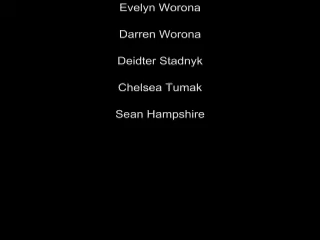 Evelyn Worona
Darren Worona
Deidter Stadnyk
Chelsea Tumak
Sean Hampshire